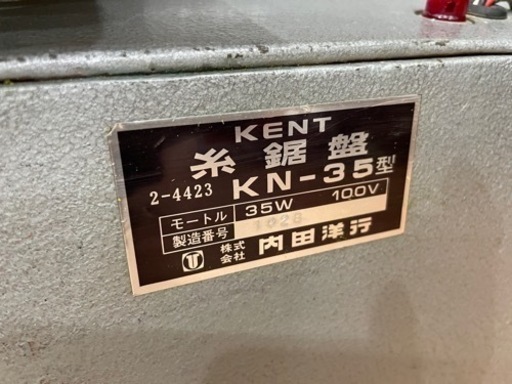 KENT
糸鋸盤
2-4423 KN-35型
モートル 35W 100V
製造番号 1028
株式会社 内田洋行